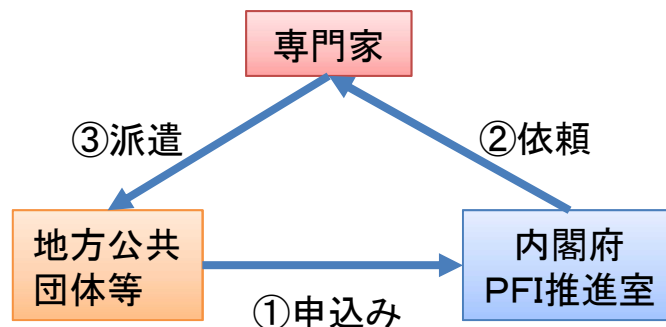 専門家
③派遣
②依頼
地方公共
団体等
内閣府
PFI推進室
①申込み